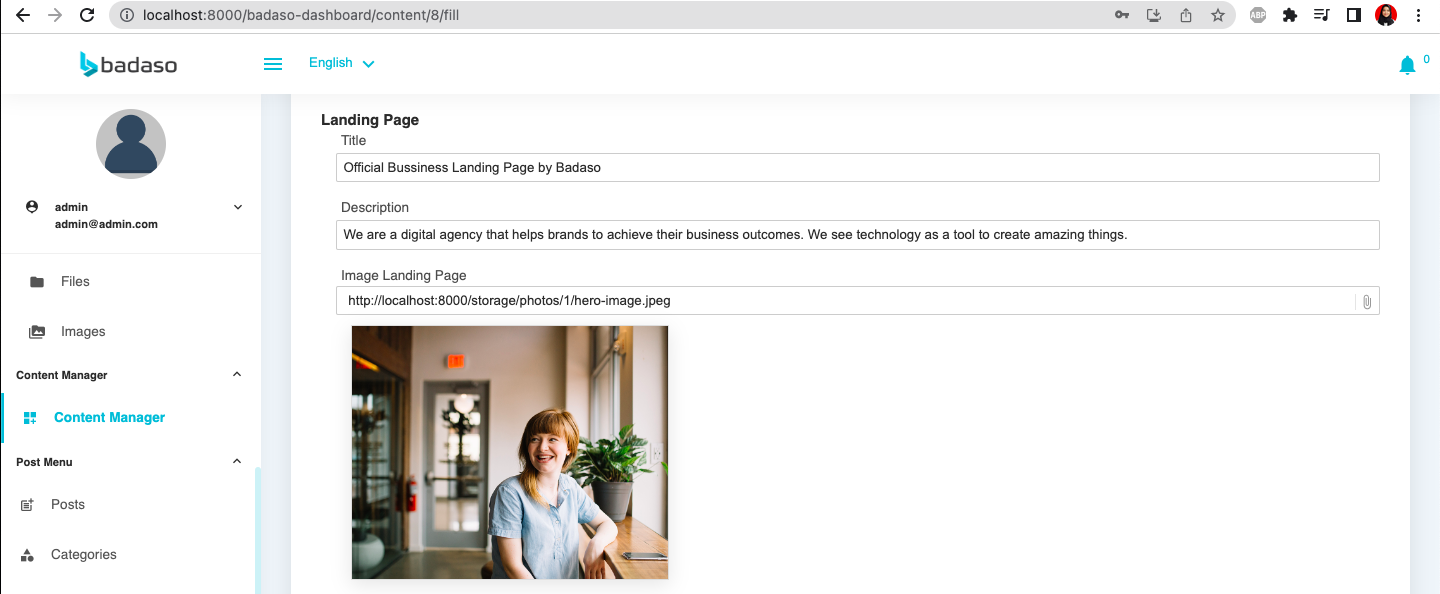 localhost:8000/badaso-dashboard/content/8/fill
ABP
badaso
English
0
admin
admin@admin.com
Files
Images
Content Manager
Content Manager
Post Menu
Posts
Categories
Landing Page
Title
Official Bussiness Landing Page by Badaso
Description
We are a digital agency that helps brands to achieve their business outcomes. We see technology as a tool to create amazing things.
Image Landing Page
http://localhost:8000/storage/photos/1/hero-image.jpeg